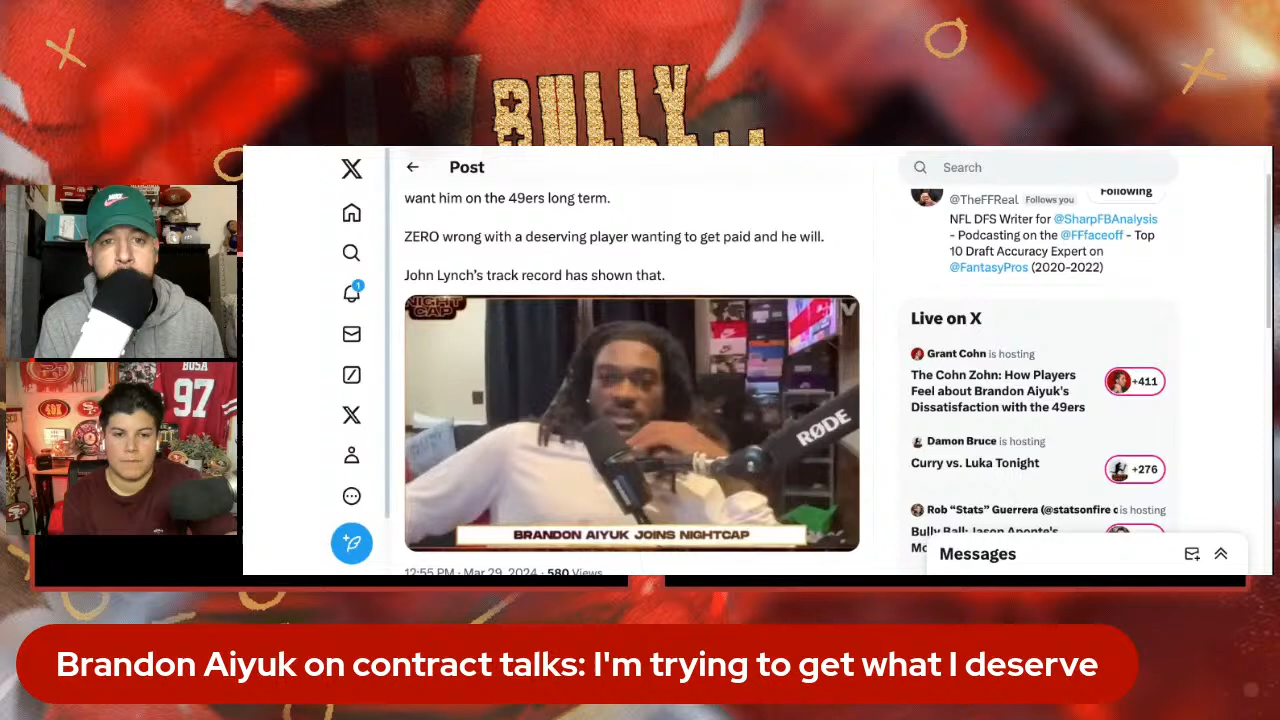 BULLY
BOSA
97
Post
want him on the 49ers long term.
ZERO wrong with a deserving player wanting to get paid and he will.
John Lynch's track record has shown that.
NIGHT
CAP
RØDE
BRANDON AIYUK JOINS NIGHTCAP
12:55 PM · Mar 29, 2024 · 580 Views
1
Search
Following
@TheFFReal Follows you
NFL DFS Writer for @SharpFBAnalysis
- Podcasting on the @FFfaceoff - Top
10 Draft Accuracy Expert on
@FantasyPros (2020-2022)
Live on X
Grant Cohn is hosting
The Cohn Zohn: How Players
Feel about Brandon Aiyuk's
Dissatisfaction with the 49ers
+411
Damon Bruce is hosting
Curry vs. Luka Tonight
+276
Rob "Stats" Guerrera (@statsonfire is hosting
Bully Ball: Jason Aponte's
Messages
Brandon Aiyuk on contract talks: I'm trying to get what I deserve